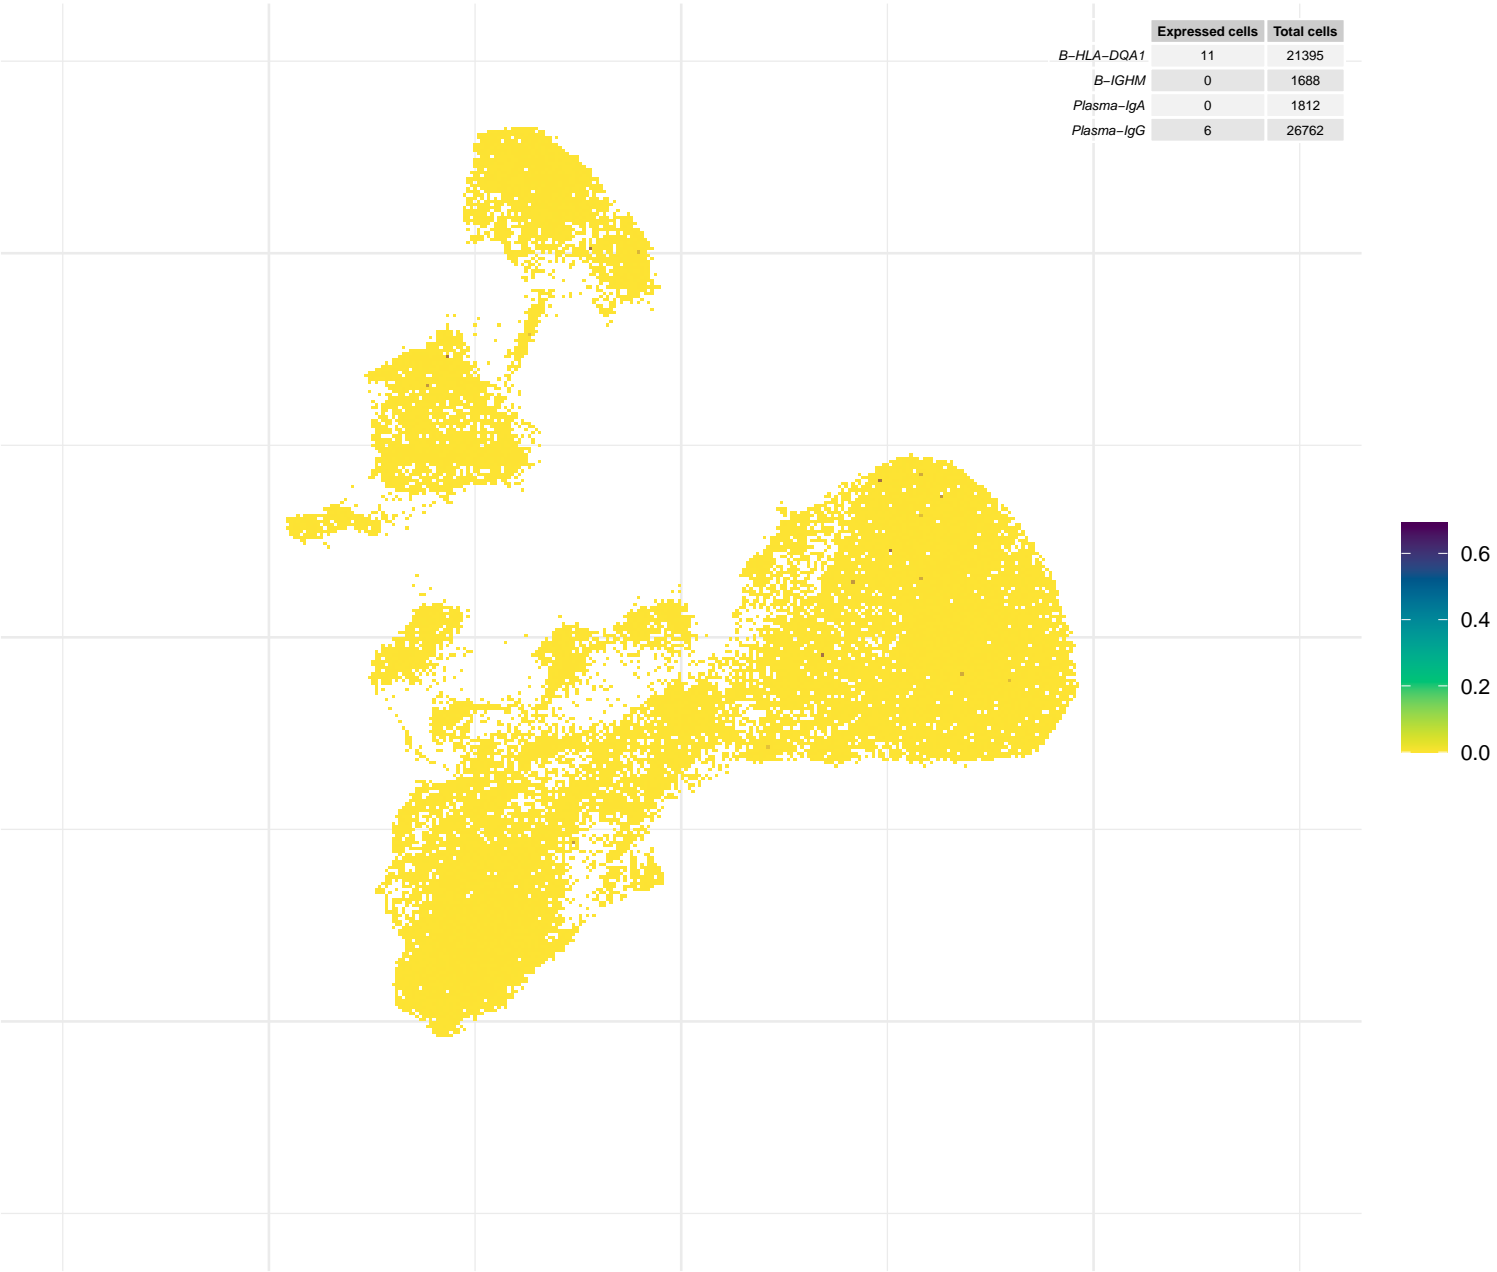 Expressed cells Total cells
B−HLA−DQA1 11 21395
B−IGHM 0 1688
Plasma−IgA 0 1812
Plasma−IgG 6 26762
0.6
0.4
0.2
0.0